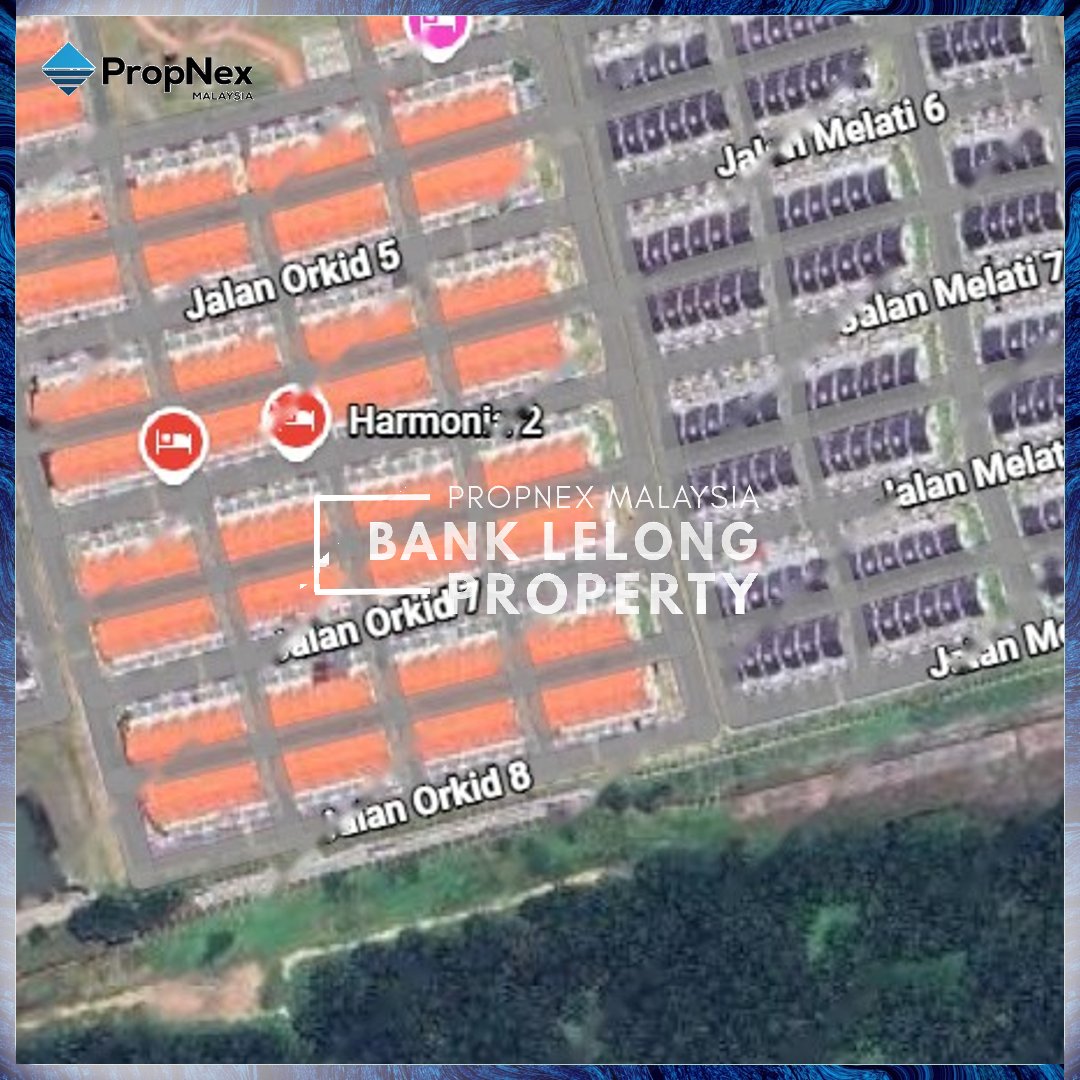 PropNex
MALAYSIA
Jalan Melati 6
Jalan Orkid 5
Jalan Melati 7
2
Jalan Melat
PROPNEX MALAYSIA
BANK LELONG
PROPERTY
Jalan Orkid 7
Jalan Orkid 8